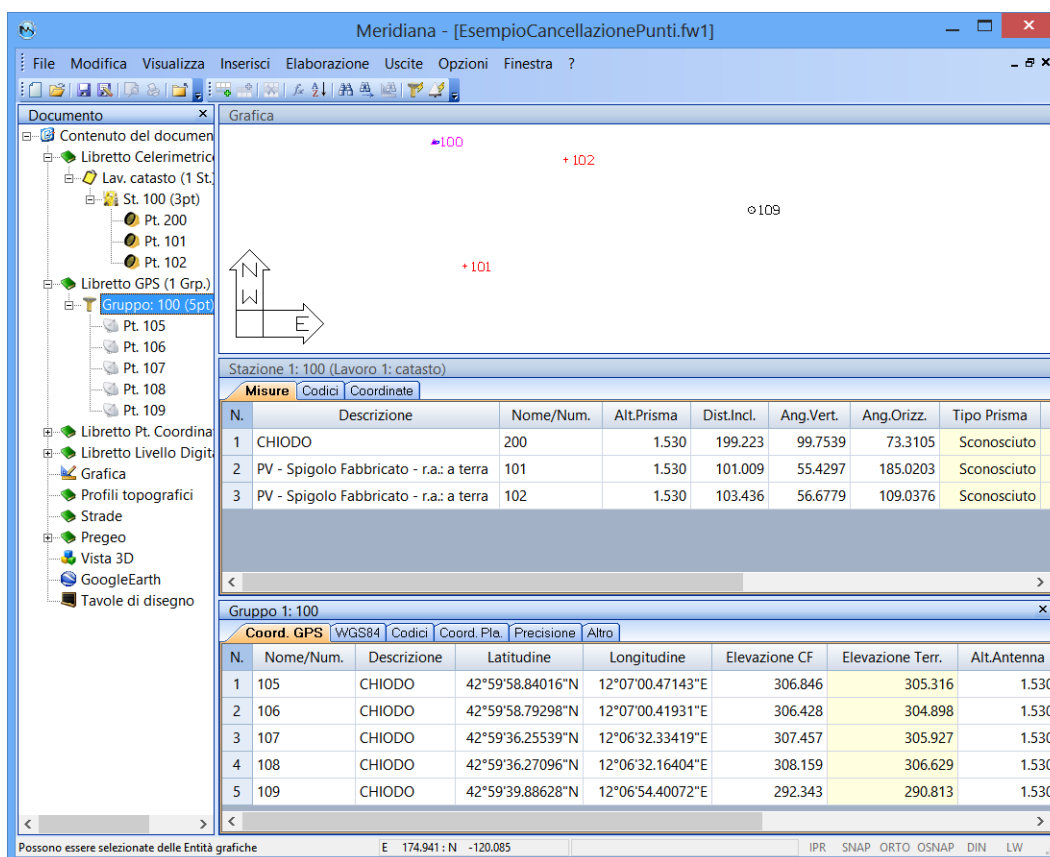 Meridiana - [EsempioCancellazionePunti.fw1]
File Modifica Visualizza Inserisci Elaborazione Uscite Opzioni Finestra ?
Documento
Contenuto del documen
Libretto Celerimetric
Lav. catasto (1 St.)
St. 100 (3pt)
Pt. 200
Pt. 101
Pt. 102
Libretto GPS (1 Grp.)
Gruppo: 100 (5pt)
Pt. 105
Pt. 106
Pt. 107
Pt. 108
Pt. 109
Libretto Pt. Coordina
Libretto Livello Digita
Grafica
Profili topografici
Strade
Pregeo
Vista 3D
GoogleEarth
Tavole di disegno
Grafica
100
102
109
101
N
W
E
Stazione 1: 100 (Lavoro 1: catasto)
Misure Codici Coordinate
N. Descrizione Nome/Num. Alt.Prisma Dist.Incl. Ang.Vert. Ang.Orizz. Tipo Prisma
1 CHIODO 200 1.530 199.223 99.7539 73.3105 Sconosciuto
2 PV - Spigolo Fabbricato - r.a.: a terra 101 1.530 101.009 55.4297 185.0203 Sconosciuto
3 PV - Spigolo Fabbricato - r.a.: a terra 102 1.530 103.436 56.6779 109.0376 Sconosciuto
Gruppo 1: 100
Coord. GPS WGS84 Codici Coord. Pla. Precisione Altro
N. Nome/Num. Descrizione Latitudine Longitudine Elevazione CF Elevazione Terr. Alt.Antenna
1 105 CHIODO 42°59'58.84016"N 12°07'00.47143"E 306.846 305.316 1.530
2 106 CHIODO 42°59'58.79298"N 12°07'00.41931"E 306.428 304.898 1.530
3 107 CHIODO 42°59'36.25539"N 12°06'32.33419"E 307.457 305.927 1.530
4 108 CHIODO 42°59'36.27096"N 12°06'32.16404"E 308.159 306.629 1.530
5 109 CHIODO 42°59'39.88628"N 12°06'54.40072"E 292.343 290.813 1.530
Possono essere selezionate delle Entità grafiche E 174.941 : N -120.085 IPR SNAP ORTO OSNAP DIN LW